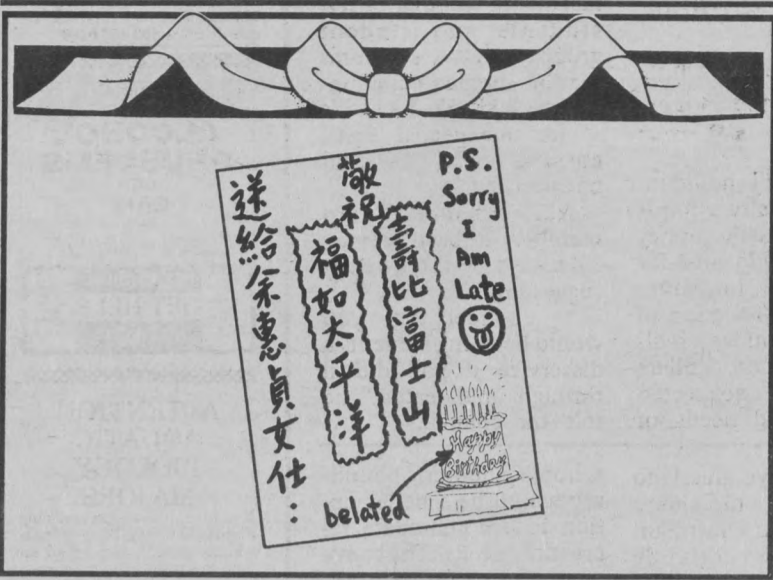 P.S.
Sorry
I
Am
Late
敬祝
壽比富士山
福如太平洋
送給余惠貞女仕：
Happy
Birthday
belated